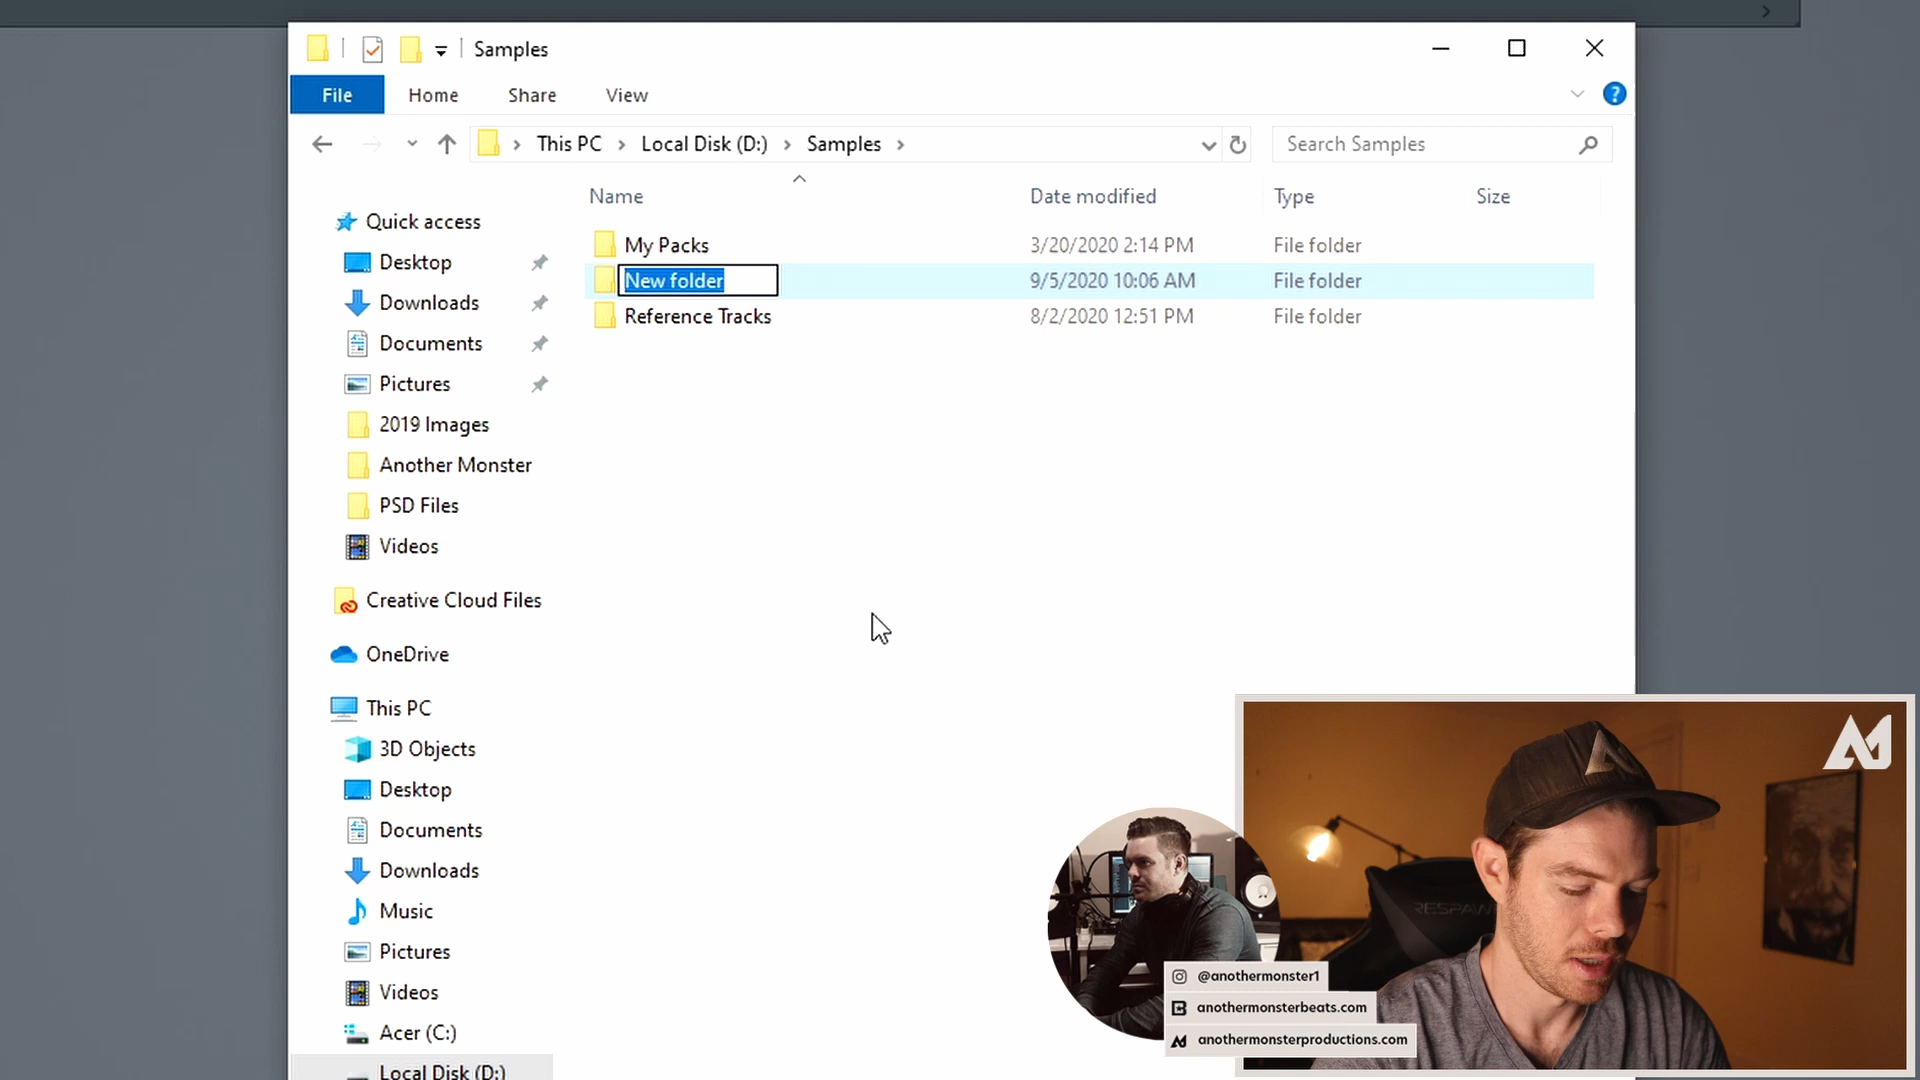 Samples
File Home Share View
This PC Local Disk (D:) Samples Search Samples
Name Date modified Type Size
My Packs 3/20/2020 2:14 PM File folder
New folder 9/5/2020 10:06 AM File folder
Reference Tracks 8/2/2020 12:51 PM File folder
Quick access
Desktop
Downloads
Documents
Pictures
2019 Images
Another Monster
PSD Files
Videos
Creative Cloud Files
OneDrive
This PC
3D Objects
Desktop
Documents
Downloads
Music
Pictures
Videos
Acer (C:)
Local Disk (D:)
RESPAW
@anothermonster1
anothermonsterbeats.com
anothermonsterproductions.com